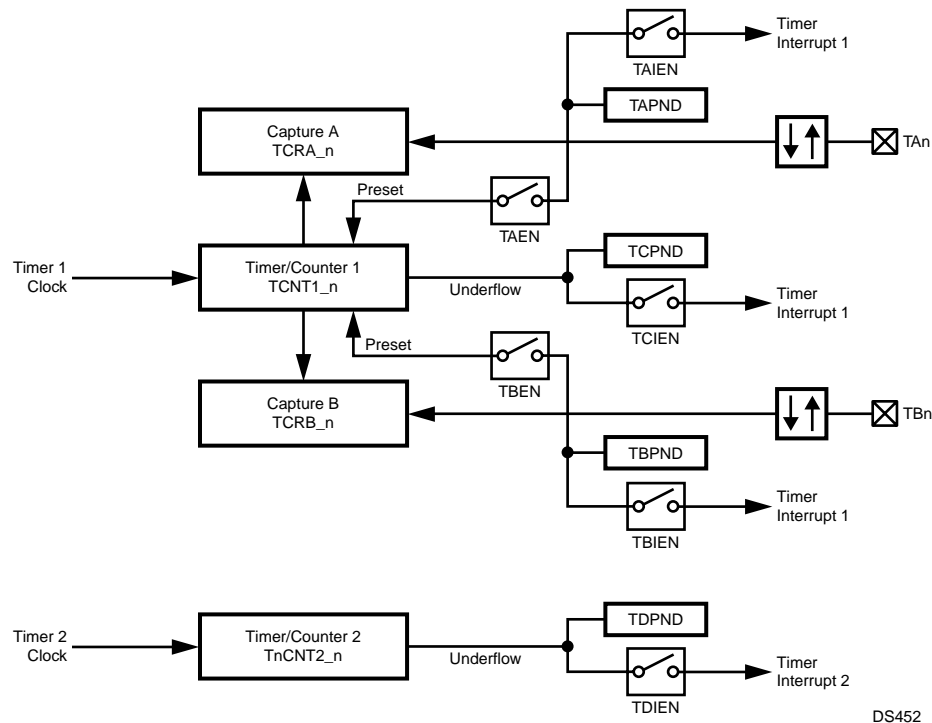 Timer
Interrupt 1
TAIEN
TAPND
Capture A
TCRA_n
TAn
Preset
TAEN
TCPND
Timer 1
Clock
Timer/Counter 1
TCNT1_n
Underflow
Timer
Interrupt 1
TCIEN
Preset
TBEN
Capture B
TCRB_n
TBn
TBPND
Timer
Interrupt 1
TBIEN
TDPND
Timer 2
Clock
Timer/Counter 2
TnCNT2_n
Underflow
Timer
Interrupt 2
TDIEN
DS452